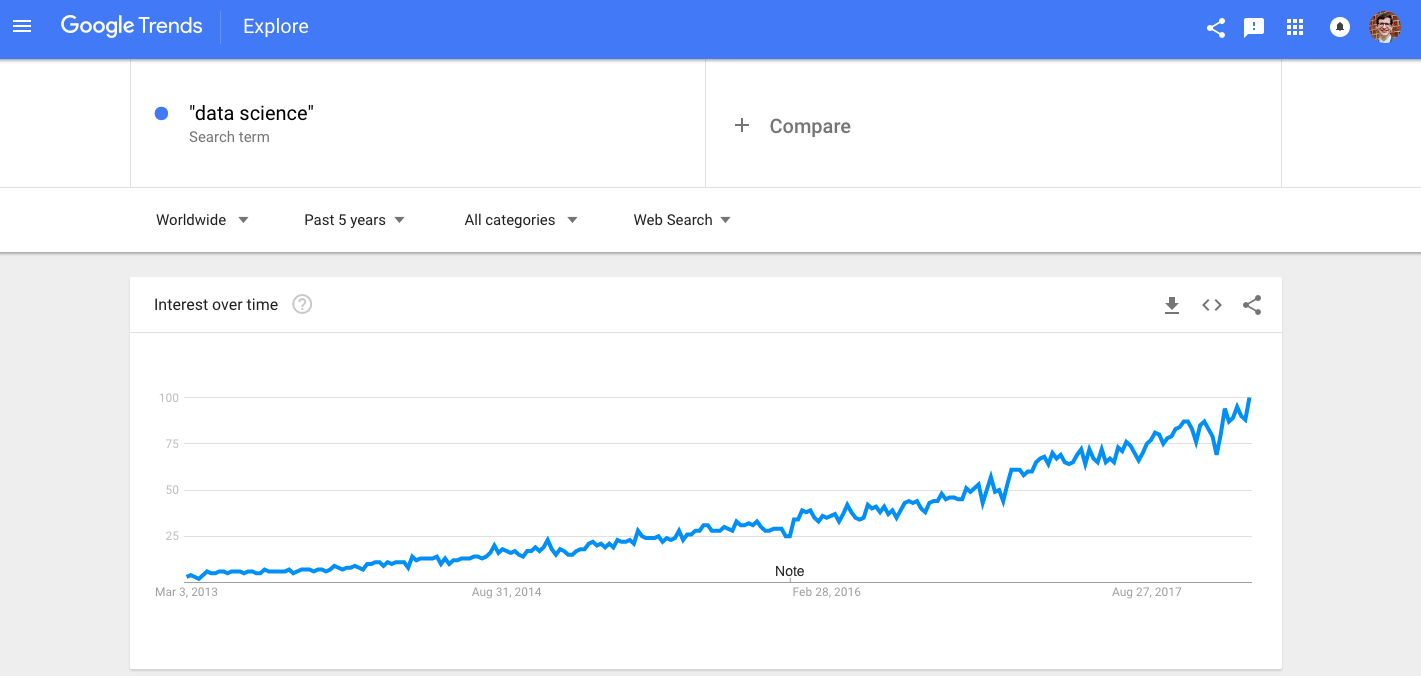 Google Trends Explore
"data science"
Search term
Compare
Worldwide Past 5 years All categories Web Search
Interest over time
100
75
50
25
Note
Mar 3, 2013 Aug 31, 2014 Feb 28, 2016 Aug 27, 2017